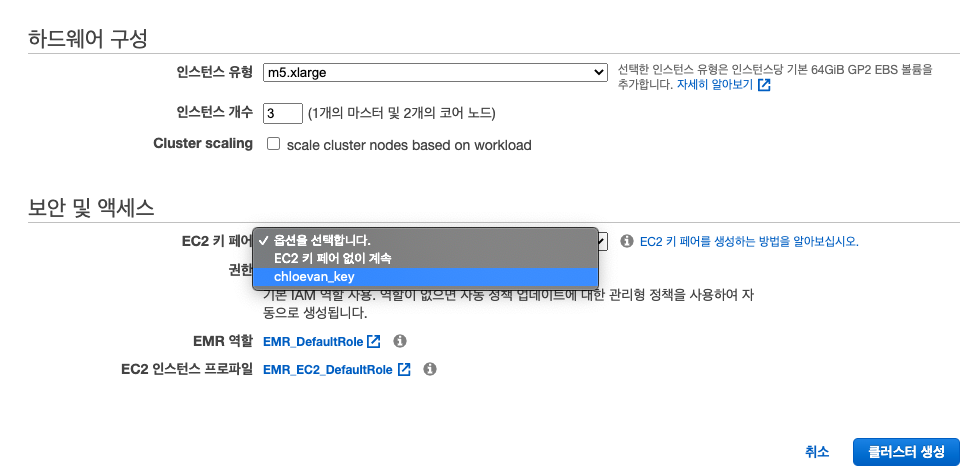 하드웨어 구성
인스턴스 유형 m5.xlarge 선택한 인스턴스 유형은 인스턴스당 기본 64GiB GP2 EBS 볼륨을
추가합니다. 자세히 알아보기
인스턴스 개수 3 (1개의 마스터 및 2개의 코어 노드)
Cluster scaling scale cluster nodes based on workload
보안 및 액세스
EC2 키 페어 ✓ 옵션을 선택합니다. EC2 키 페어를 생성하는 방법을 알아보십시오.
EC2 키 페어 없이 계속
권한 chloevan_key
기본 IAM 역할 사용. 역할이 없으면 자동 정책 업데이트에 대한 관리형 정책을 사용하여 자
동으로 생성됩니다.
EMR 역할 EMR_DefaultRole
EC2 인스턴스 프로파일 EMR_EC2_DefaultRole
취소 클러스터 생성